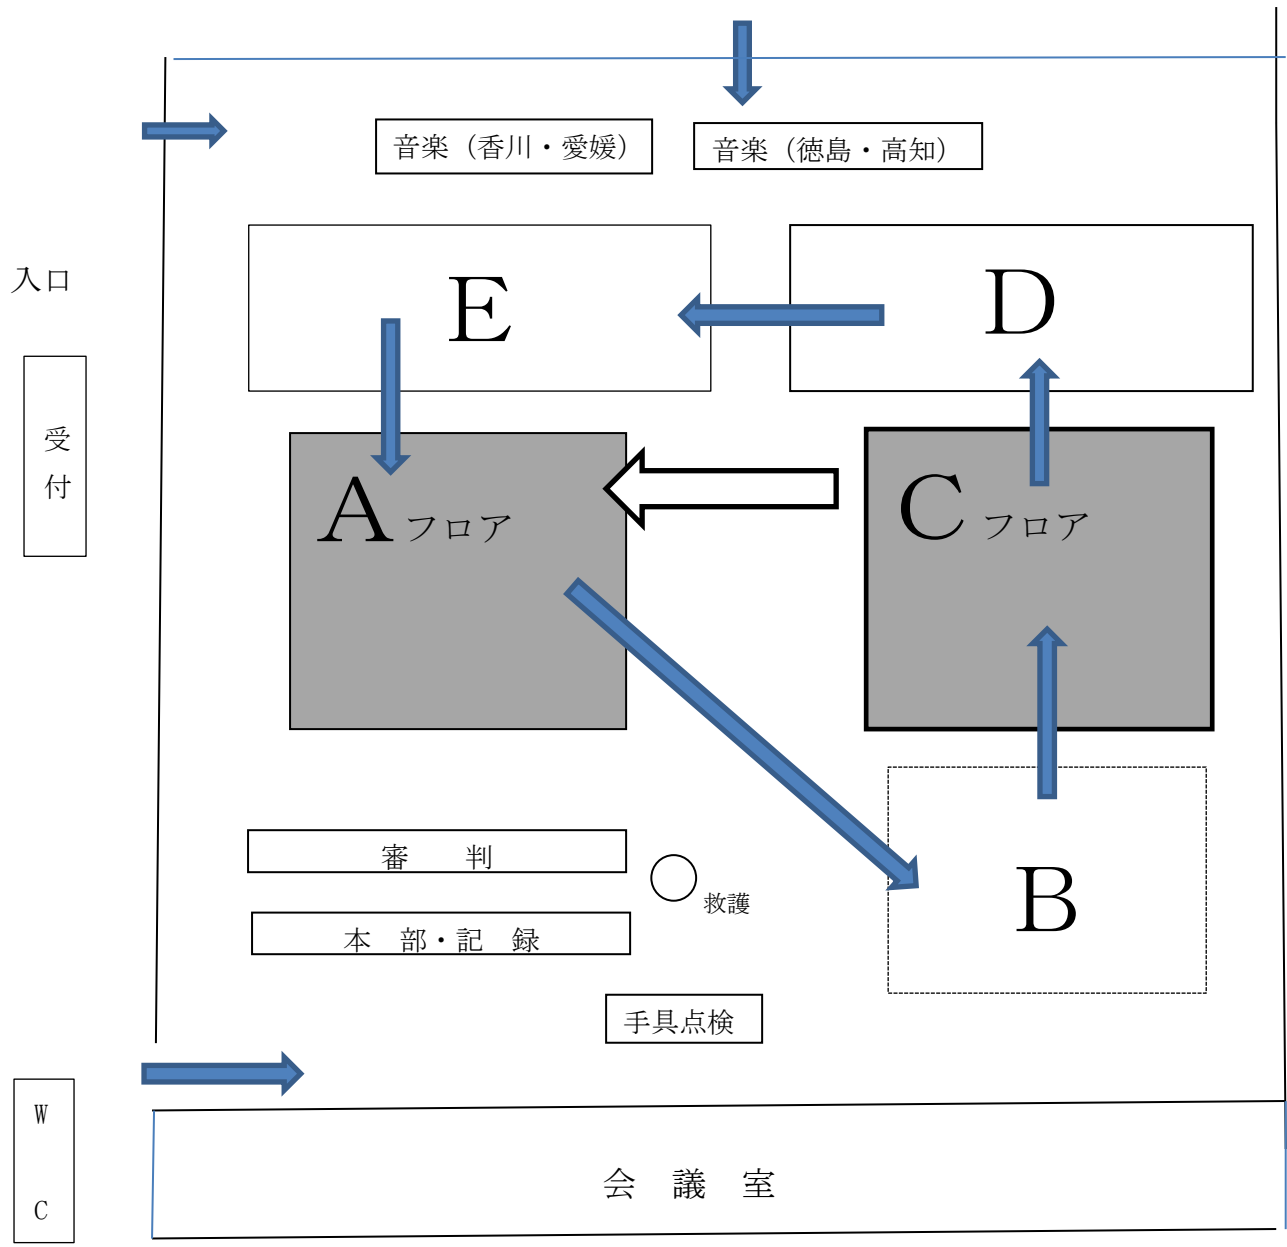 音楽（香川・愛媛）
音楽（徳島・高知）
入口
E
D
受
付
A フロア
C フロア
審　　判
救護
B
本　部・記　録
手具点検
W
C
会　議　室